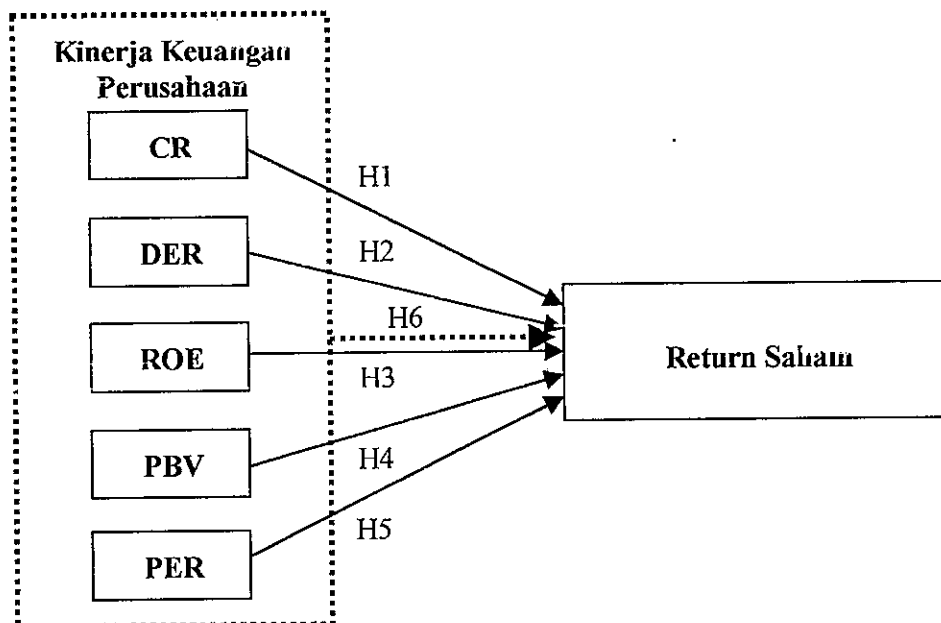 Kinerja Keuangan
Perusahaan
CR
H1
DER
H2
H6
ROE
Return Saham
H3
PBV
H4
H5
PER